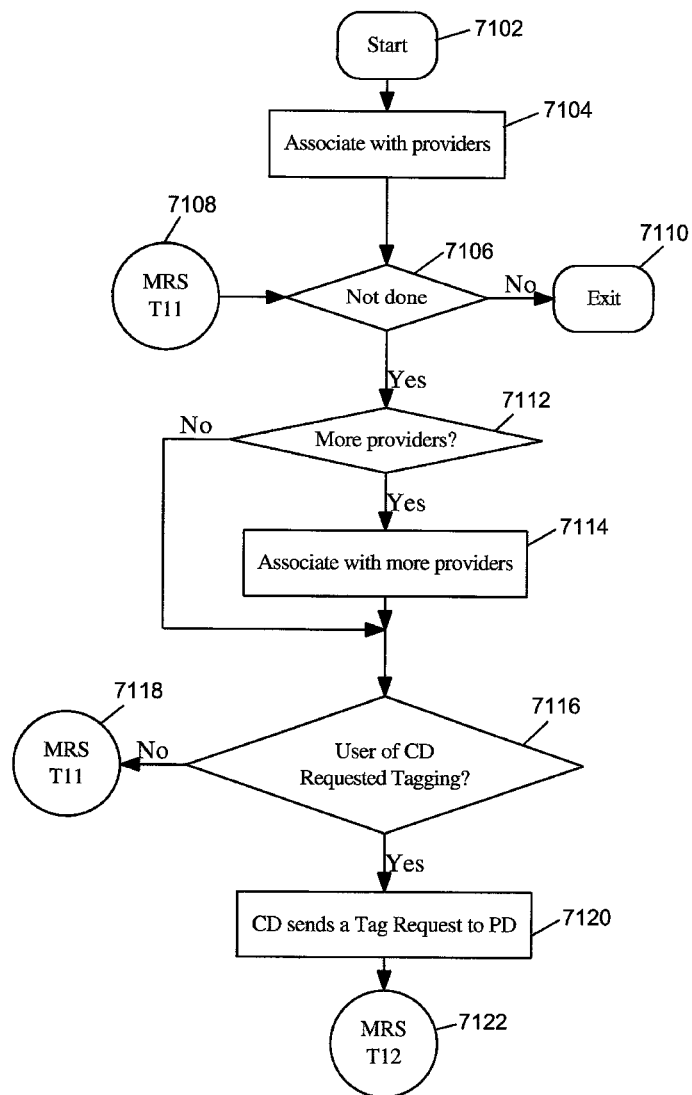 Start
7102
7104
Associate with providers
7108
7106
7110
MRS
T11
Not done
No
Exit
Yes
7112
No
More providers?
Yes
7114
Associate with more providers
7118
7116
MRS
T11
No
User of CD
Requested Tagging?
Yes
CD sends a Tag Request to PD
7120
MRS
T12
7122